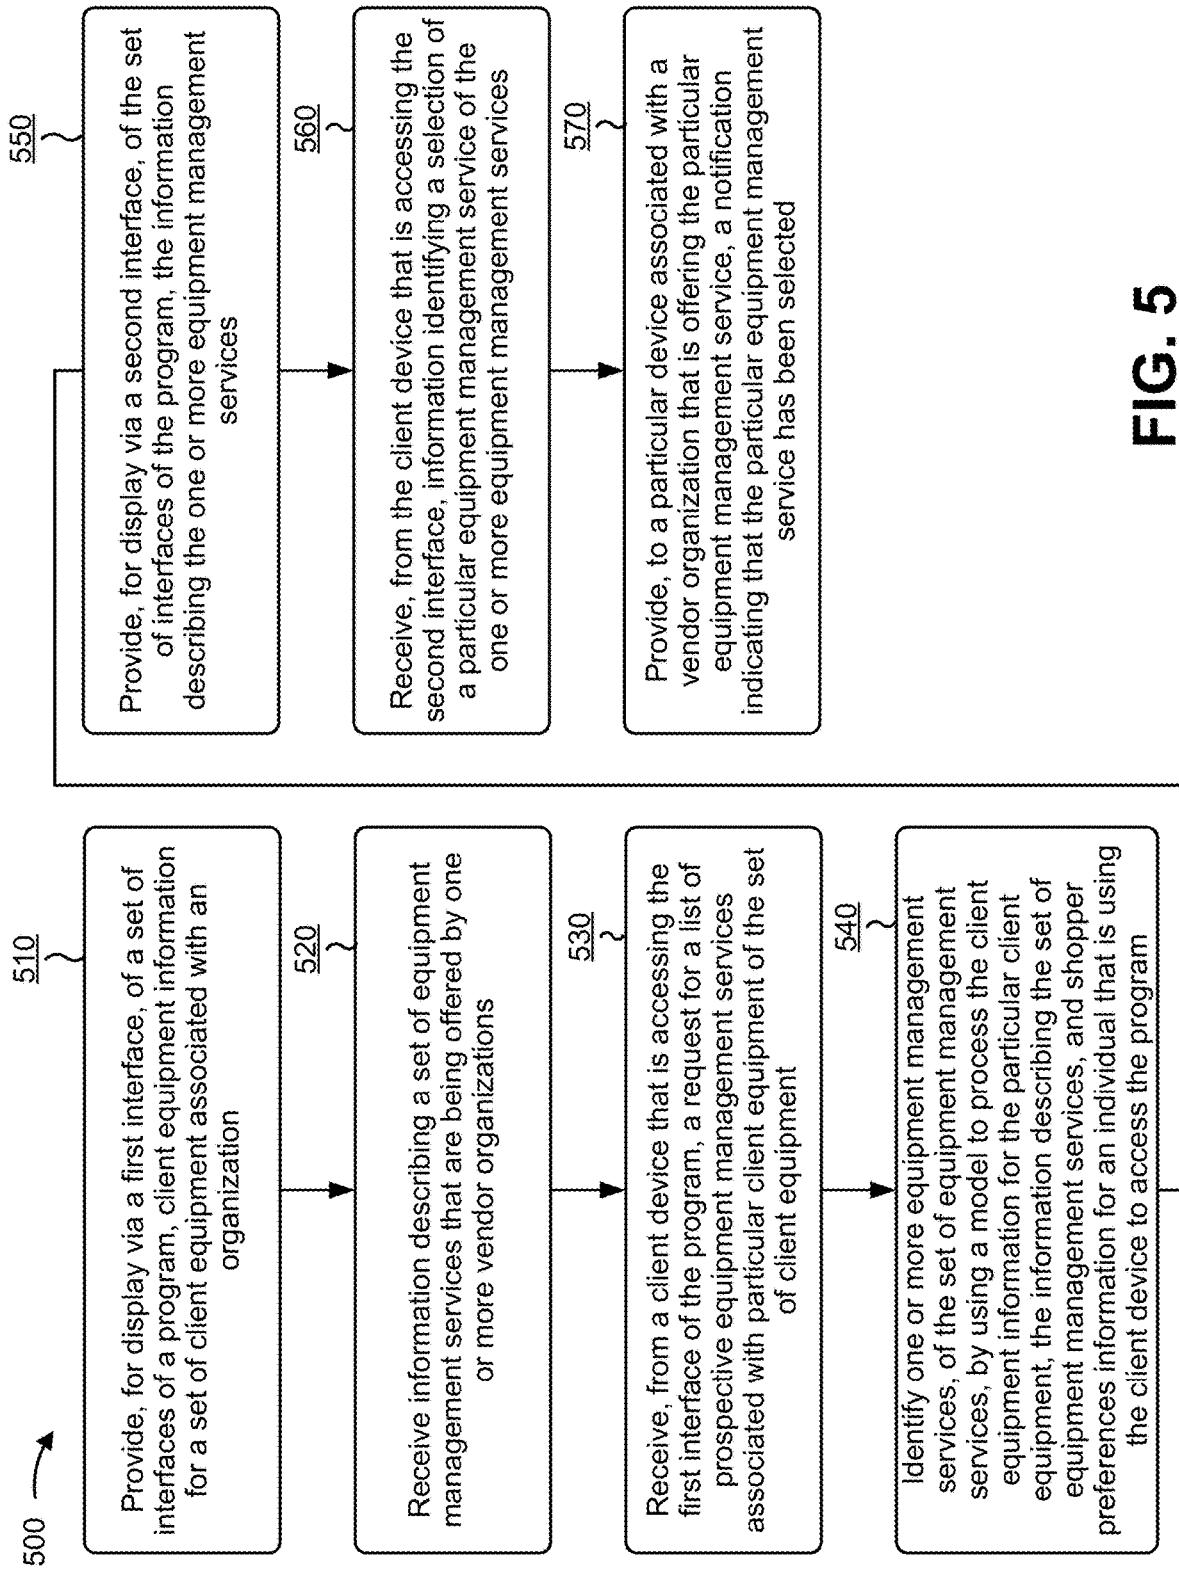 500
510
Provide, for display via a first interface, of a set of
interfaces of a program, client equipment information
for a set of client equipment associated with an
organization
520
Receive information describing a set of equipment
management services that are being offered by one
or more vendor organizations
530
Receive, from a client device that is accessing the
first interface of the program, a request for a list of
prospective equipment management services
associated with particular client equipment of the set
of client equipment
540
Identify one or more equipment management
services, of the set of equipment management
services, by using a model to process the client
equipment information for the particular client
equipment, the information describing the set of
equipment management services, and shopper
preferences information for an individual that is using
the client device to access the program
550
Provide, for display via a second interface, of the set
of interfaces of the program, the information
describing the one or more equipment management
services
560
Receive, from the client device that is accessing the
second interface, information identifying a selection of
a particular equipment management service of the
one or more equipment management services
570
Provide, to a particular device associated with a
vendor organization that is offering the particular
equipment management service, a notification
indicating that the particular equipment management
service has been selected
FIG. 5